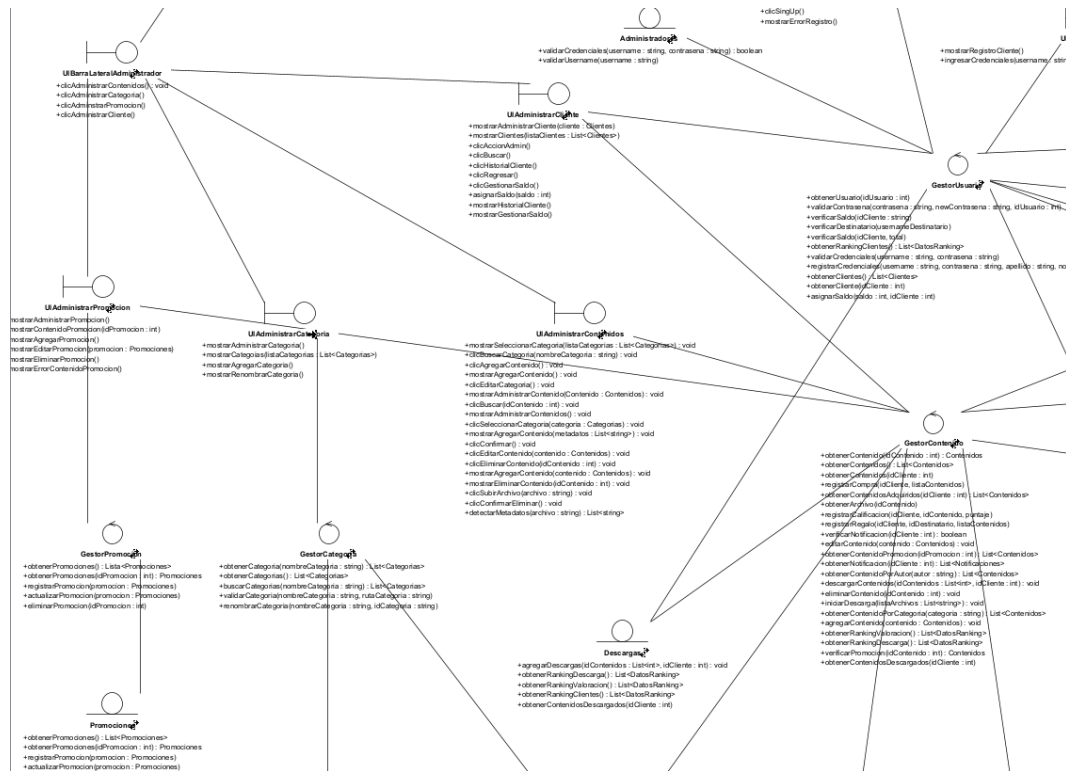 +clicSingUp()
+mostrarErrorRegistro()
Administradores
+validarCredenciales(username : string, contrasena : string) : boolean
+validarUsername(username : string)
+mostrarRegistroCliente()
+ingresarCredenciales(username : string
UIBarraLateralAdministrador
+clicAdministrarContenidos() : void
+clicAdministrarCategoria()
+clicAdminstrarPromocion()
+clicAdministrarCliente()
UIAdministrarCliente
+mostrarAdministrarCliente(cliente : Clientes)
+mostrarClientes(listaClientes : List<Clientes>)
+clicAccionAdmin()
+clicBuscar()
+clicHistorialCliente()
+clicRegresar()
+clicGestionarSaldo()
+asignarSaldo(saldo : int)
+mostrarHistorialCliente()
+mostrarGestionarSaldo()
GestorUsuario
+obtenerUsuario(idUsuario : int)
+validarContrasena(contrasena : string, newContrasena : string, idUsuario : int)
+verificarSaldo(idCliente : string)
+verificarDestinatario(usernameDestinatario)
+verificarSaldo(idCliente, total)
+obtenerRankingClientes() : List<DatosRanking>
+validarCredenciales(username : string, contrasena : string)
+registrarCredenciales(username : string, contrasena : string, apellido : string, no
+obtenerClientes() : List<Clientes>
+obtenerCliente(idCliente : int)
+asignarSaldo(saldo : int, idCliente : int)
UIAdministrarPromocion
mostrarAdministrarPromocion()
mostrarContenidoPromocion(idPromocion : int)
mostrarAgregarPromocion()
mostrarEditarPromocion(promocion : Promociones)
mostrarEliminarPromocion()
mostrarErrorContenidoPromocion()
UIAdministrarCategoria
+mostrarAdministrarCategoria()
+mostrarCategoias(listaCategorias : List<Categorias>)
+mostrarAgregarCategoria()
+mostrarRenombrarCategoria()
UIAdministrarContenidos
+mostrarSeleccionarCategoria(listaCategorias : List<Categorias>) : void
+clicBuscarCategoria(nombreCategoria : string) : void
+clicAgregarContenido() : void
+mostrarAgregarContenido() : void
+clicEditarCategoria() : void
+mostrarAdministrarContenido(Contenido : Contenidos) : void
+clicBuscar(idContenido : int) : void
+mostrarAdministrarContenidos() : void
+clicSeleccionarCategoria(categoria : Categorias) : void
+mostrarAgregarContenido(metadatos : List<string>) : void
+clicConfirmar() : void
+clicEditarContenido(contenido : Contenidos) : void
+clicEliminarContenido(idContenido : int) : void
+mostrarAgregarContenido(contenido : Contenidos) : void
+mostrarEliminarContenido(idContenido : int) : void
+clicSubirArchivo(archivo : string) : void
+clicConfirmarEliminar() : void
+detectarMetadatos(archivo : string) : List<string>
GestorContenido
+obtenerContenido(idContenido : int) : Contenidos
+obtenerContenidos() : List<Contenidos>
+obtenerContenidos(idCliente : int)
+registrarCompra(idCliente, listaContenidos)
+obtenerContenidosAdquiridos(idCliente : int) : List<Contenidos>
+obtenerArchivo(idContenido)
+registrarCalificacion(idCliente, idContenido, puntaje)
+registrarRegalo(idCliente, idDestinatario, listaContenidos)
+verificarNotificacion(idCliente : int) : boolean
+editarContenido(contenido : Contenidos) : void
+obtenerContenidoPromocion(idPromocion : int) : List<Contenidos>
+obtenerNotificacion(idCliente : int) : List<Notificaciones>
+obtenerContenidoPorAutor(autor : string) : List<Contenidos>
+descargarContenidos(idContenidos : List<int>, idCliente : int) : void
+eliminarContenido(idContenido : int) : void
+iniciarDescarga(listaArchivos : List<string>) : void
+obtenerContenidoPorCategoria(categoria : string) : List<Contenidos>
+agregarContenido(contenido : Contenidos) : void
+obtenerRankingValoracion() : List<DatosRanking>
+obtenerRankingDescarga() : List<DatosRanking>
+verificarPromocion(idContenido : int) : Contenidos
+obtenerContenidosDescargados(idCliente : int)
GestorPromocion
+obtenerPromociones() : Lista<Promociones>
+obtenerPromociones(idPromocion : int) : Promociones
+registrarPromocion(promocion : Promociones)
+actualizarPromocion(promocion : Promociones)
+eliminarPromocion(idPromocion : int)
GestorCategoria
+obtenerCategoria(nombreCategoria : string) : List<Categorias>
+obtenerCategorias() : List<Categorias>
+buscarCategorias(nombreCategoria : string) : List<Categorias>
+validarCategoria(nombreCategoria : string, rutaCategoria : string)
+renombrarCategoria(nombreCategoria : string, idCategoria : string)
Descargas
+agregarDescargas(idContenidos : List<int>, idCliente : int) : void
+obtenerRankingDescarga() : List<DatosRanking>
+obtenerRankingValoracion() : List<DatosRanking>
+obtenerRankingClientes() : List<DatosRanking>
+obtenerContenidosDescargados(idCliente : int)
Promociones
+obtenerPromociones() : List<Promociones>
+obtenerPromociones(idPromocion : int) : Promociones
+registrarPromocion(promocion : Promociones)
+actualizarPromocion(promocion : Promociones)